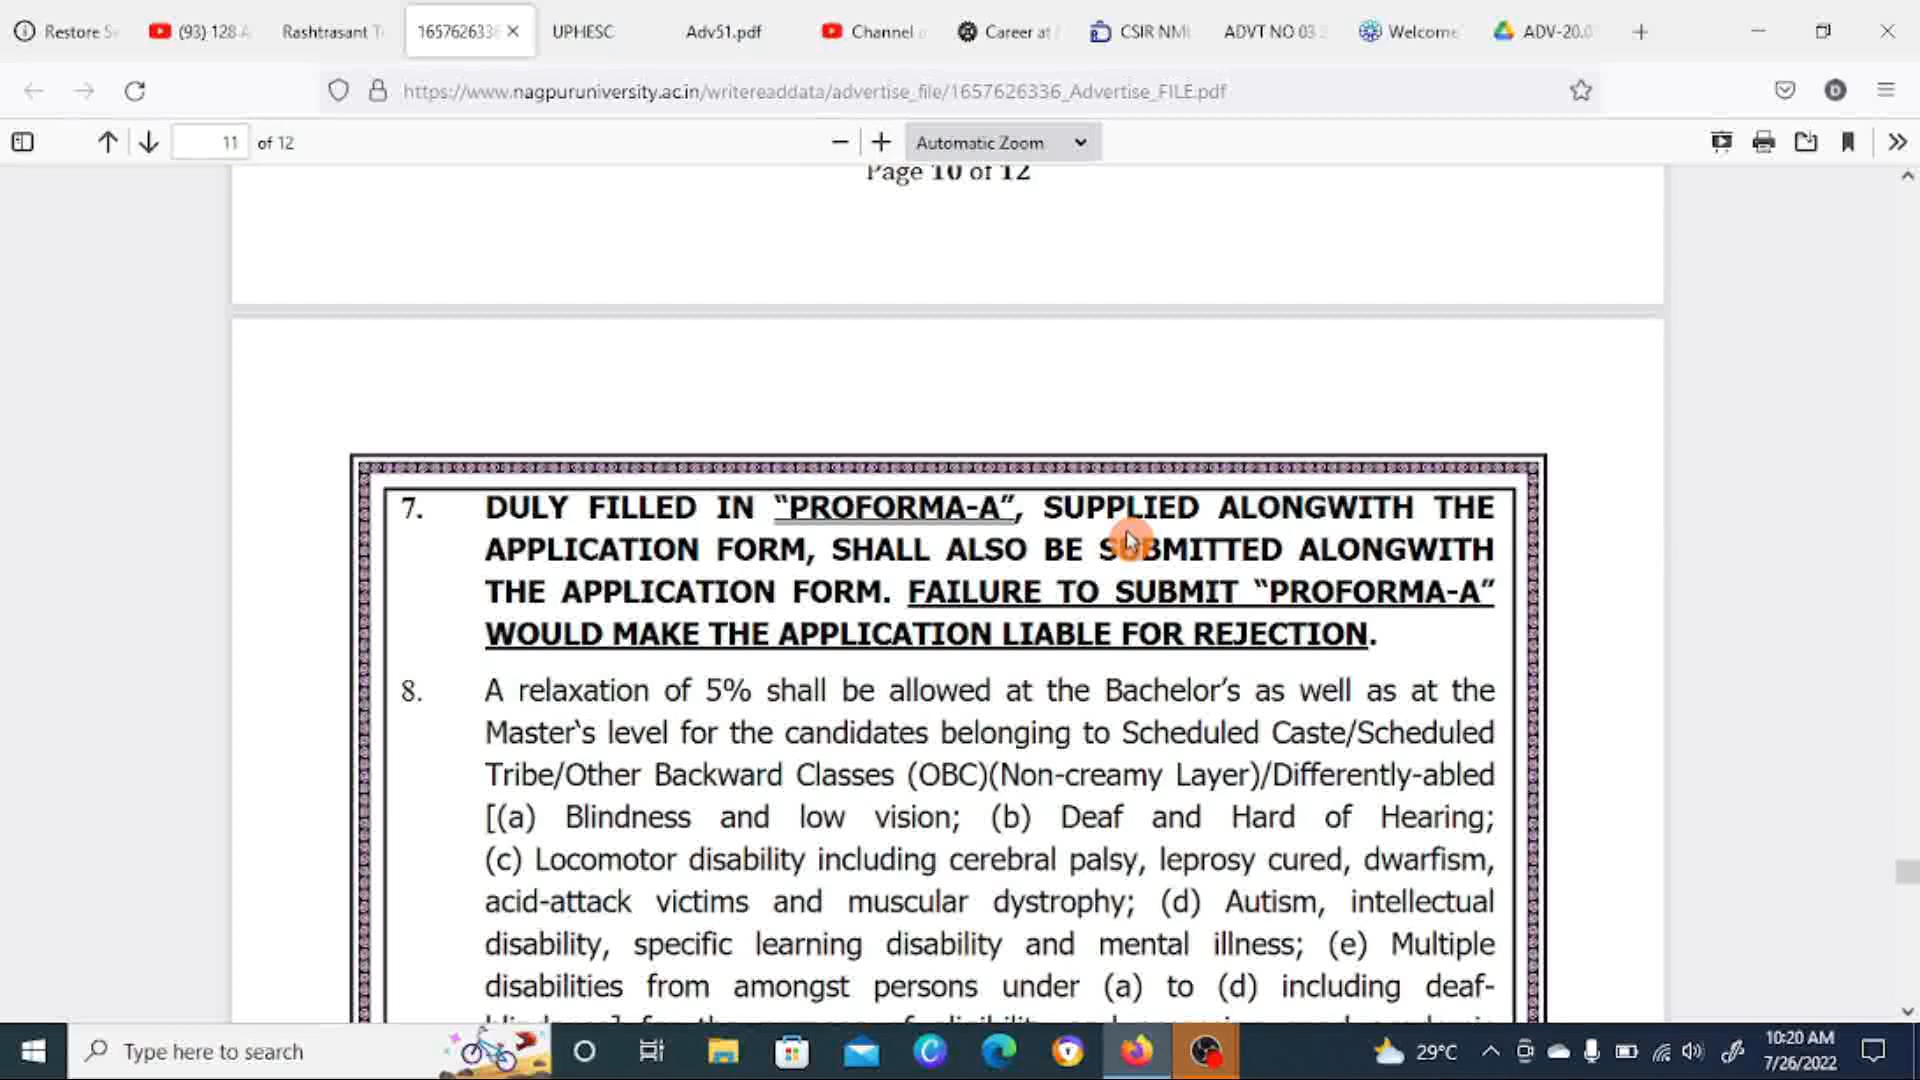 Restore S
(93) 128 A
Rashtrasant T
1657626336
UPHESC
Adv51.pdf
Channel
Career at
CSIR NM
ADVT NO 03
Welcome
ADV-20.0
https://www.nagpuruniversity.ac.in/writereaddata/advertise_file/1657626336_Advertise_FILE.pdf
11 of 12
Automatic Zoom
Page 10 of 12
7. DULY FILLED IN “PROFORMA-A”, SUPPLIED ALONGWITH THE
APPLICATION FORM, SHALL ALSO BE SUBMITTED ALONGWITH
THE APPLICATION FORM. FAILURE TO SUBMIT “PROFORMA-A”
WOULD MAKE THE APPLICATION LIABLE FOR REJECTION.
8. A relaxation of 5% shall be allowed at the Bachelor’s as well as at the
Master‘s level for the candidates belonging to Scheduled Caste/Scheduled
Tribe/Other Backward Classes (OBC)(Non-creamy Layer)/Differently-abled
[(a) Blindness and low vision; (b) Deaf and Hard of Hearing;
(c) Locomotor disability including cerebral palsy, leprosy cured, dwarfism,
acid-attack victims and muscular dystrophy; (d) Autism, intellectual
disability, specific learning disability and mental illness; (e) Multiple
disabilities from amongst persons under (a) to (d) including deaf-
Type here to search
29°C
10:20 AM
7/26/2022